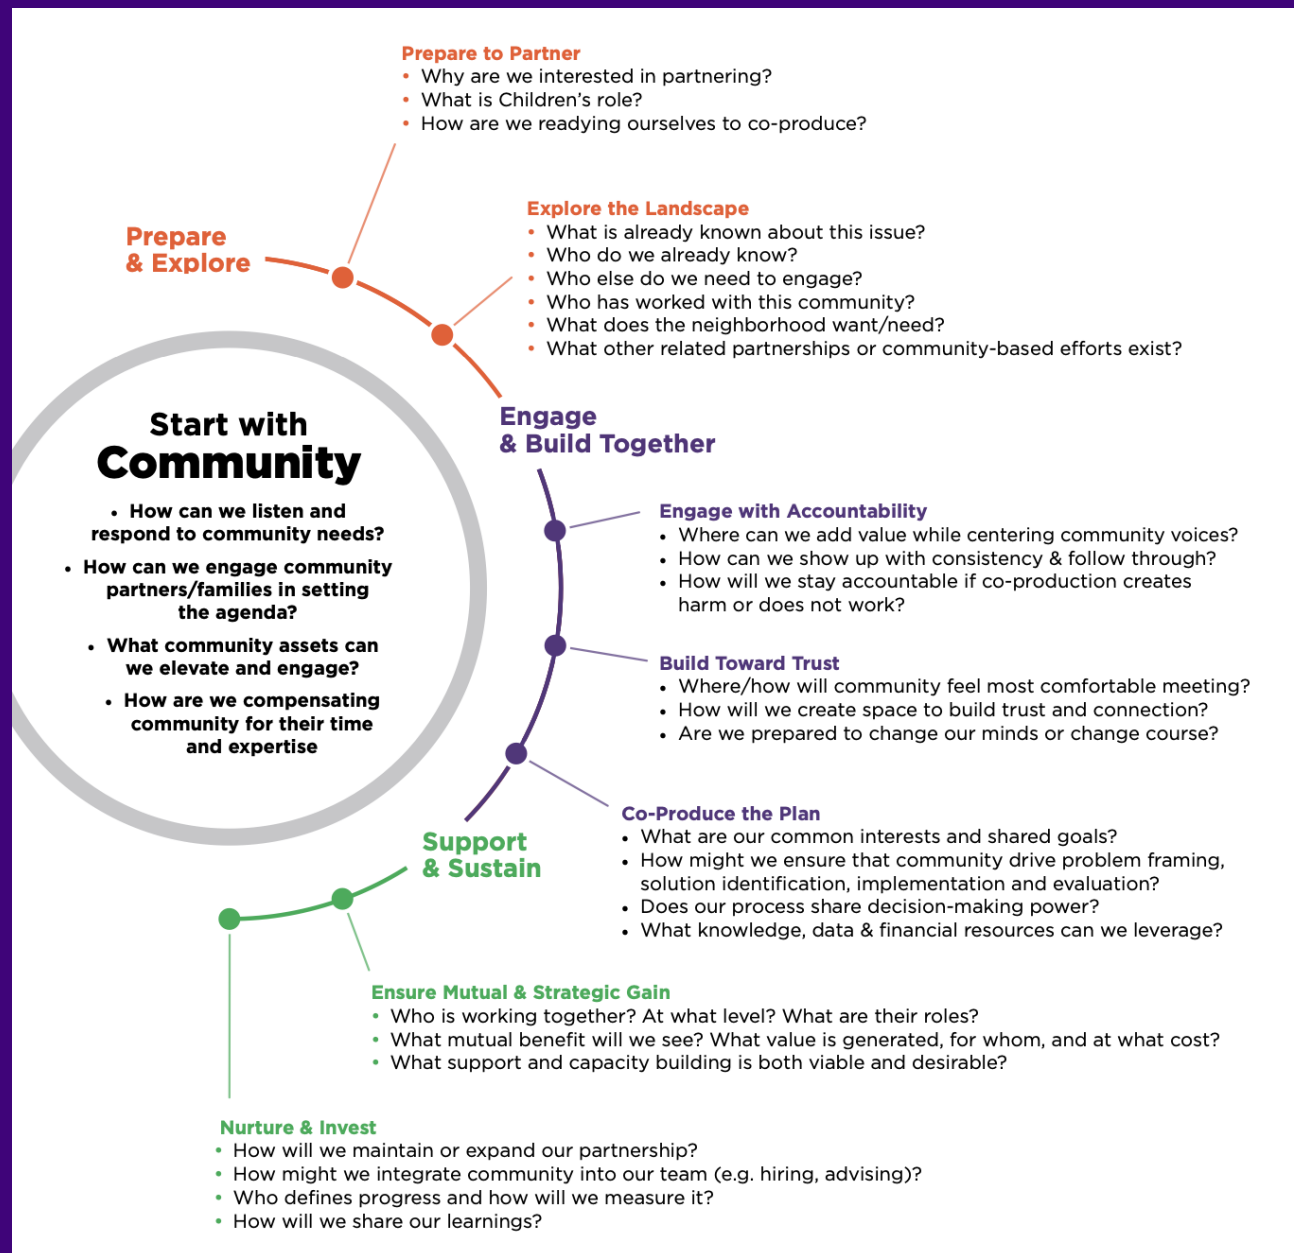 Prepare to Partner
• Why are we interested in partnering?
• What is Children's role?
• How are we readying ourselves to co-produce?
Prepare
& Explore
Explore the Landscape
• What is already known about this issue?
• Who do we already know?
• Who else do we need to engage?
• Who has worked with this community?
• What does the neighborhood want/need?
• What other related partnerships or community-based efforts exist?
Start with
Community
• How can we listen and
respond to community needs?
• How can we engage community
partners/families in setting
the agenda?
• What community assets can
we elevate and engage?
• How are we compensating
community for their time
and expertise
Engage
& Build Together
Engage with Accountability
• Where can we add value while centering community voices?
• How can we show up with consistency & follow through?
• How will we stay accountable if co-production creates
harm or does not work?
Build Toward Trust
• Where/how will community feel most comfortable meeting?
• How will we create space to build trust and connection?
• Are we prepared to change our minds or change course?
Co-Produce the Plan
• What are our common interests and shared goals?
• How might we ensure that community drive problem framing,
solution identification, implementation and evaluation?
• Does our process share decision-making power?
• What knowledge, data & financial resources can we leverage?
Support
& Sustain
Ensure Mutual & Strategic Gain
• Who is working together? At what level? What are their roles?
• What mutual benefit will we see? What value is generated, for whom, and at what cost?
• What support and capacity building is both viable and desirable?
Nurture & Invest
• How will we maintain or expand our partnership?
• How might we integrate community into our team (e.g. hiring, advising)?
• Who defines progress and how will we measure it?
• How will we share our learnings?